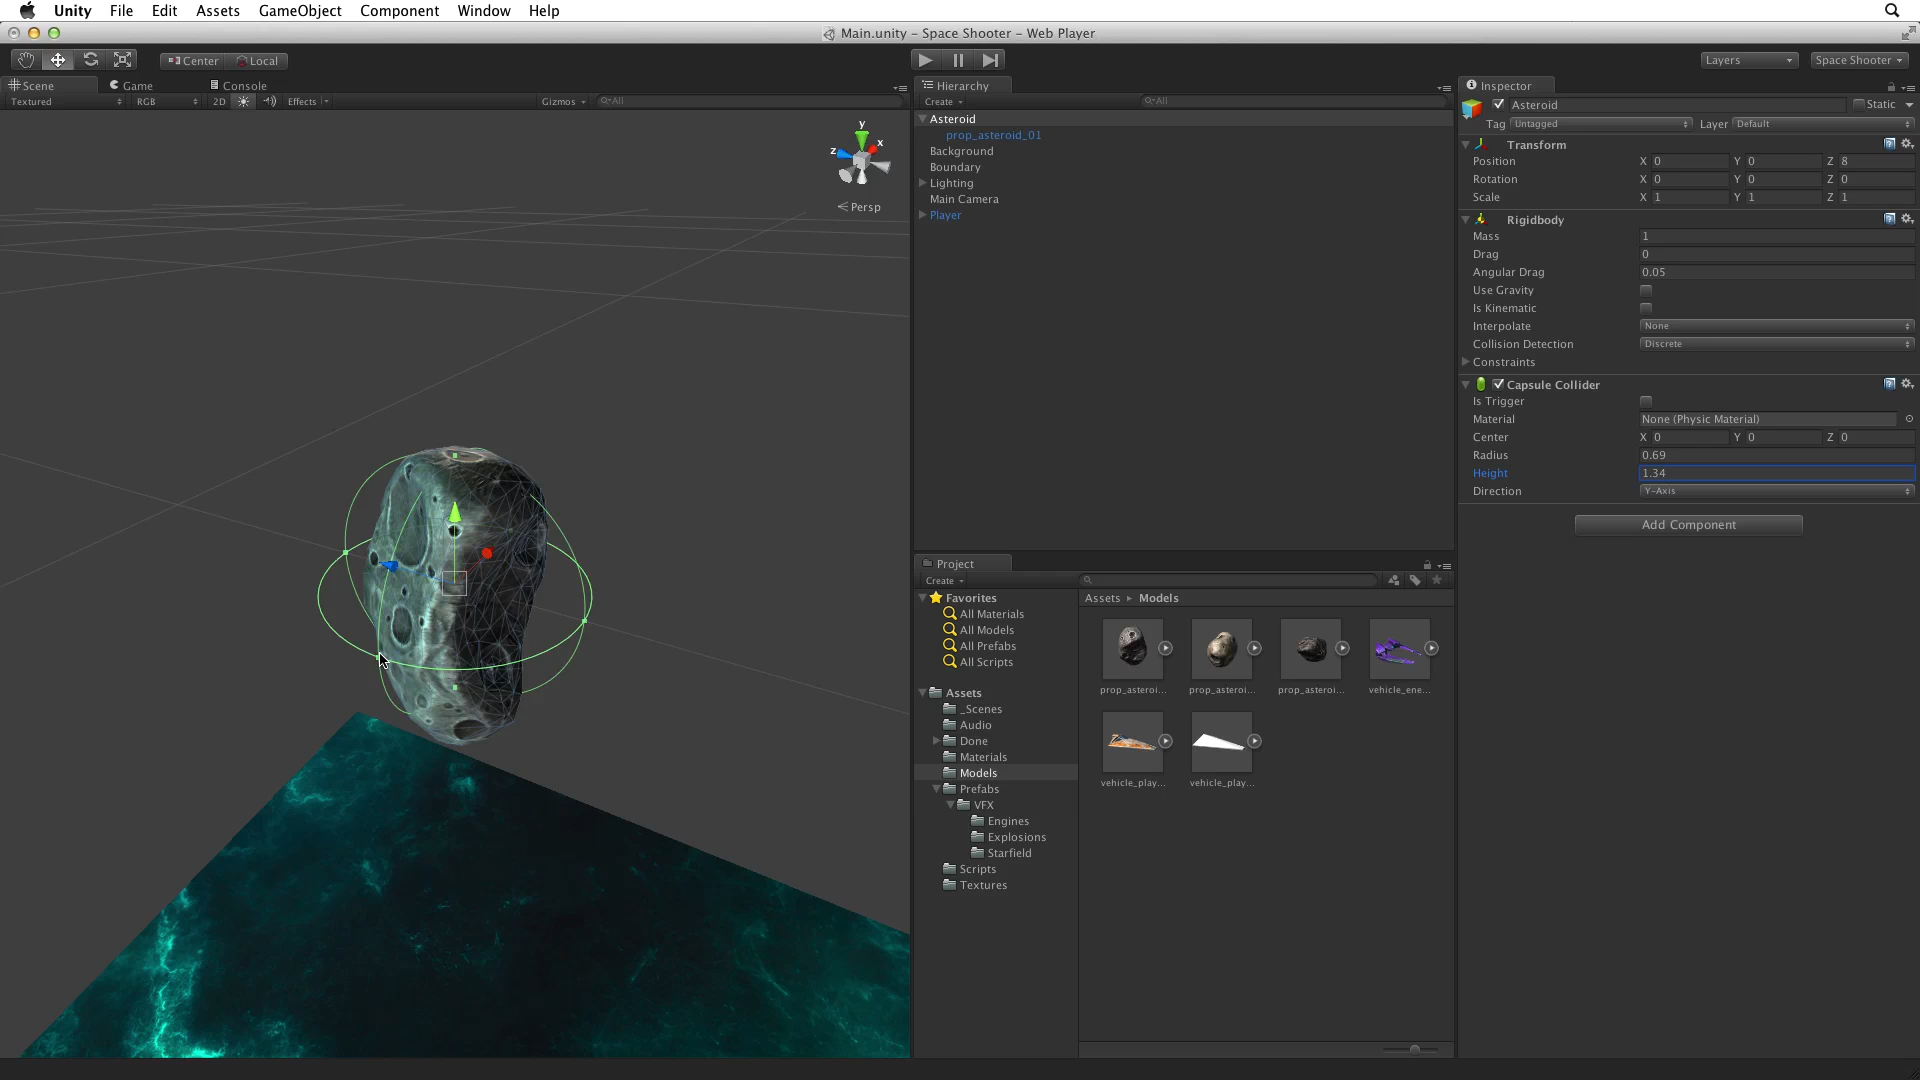 Unity File Edit Assets GameObject Component Window Help
Main.unity – Space Shooter – Web Player
Center Local
Layers Space Shooter
Scene Game Console
Textured RGB 2D Effects Gizmos All
y
x
z
Persp
Hierarchy
Create All
Asteroid
prop_asteroid_01
Background
Boundary
Lighting
Main Camera
Player
Project
Create
Favorites
All Materials
All Models
All Prefabs
All Scripts
Assets
_Scenes
Audio
Done
Materials
Models
Prefabs
VFX
Engines
Explosions
Starfield
Scripts
Textures
Assets Models
prop_asteroi... prop_asteroi... prop_asteroi... vehicle_ene...
vehicle_play... vehicle_play...
Inspector
Asteroid Static
Tag Untagged Layer Default
Transform
Position X 0 Y 0 Z 8
Rotation X 0 Y 0 Z 0
Scale X 1 Y 1 Z 1
Rigidbody
Mass 1
Drag 0
Angular Drag 0.05
Use Gravity
Is Kinematic
Interpolate None
Collision Detection Discrete
Constraints
Capsule Collider
Is Trigger
Material None (Physic Material)
Center X 0 Y 0 Z 0
Radius 0.69
Height 1.34
Direction Y-Axis
Add Component